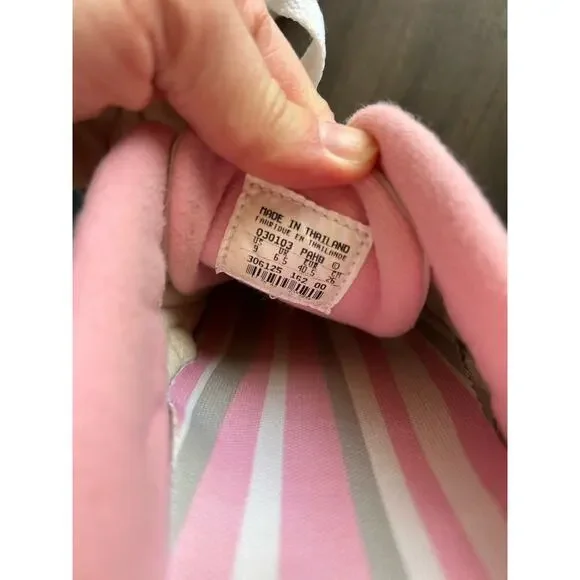 MADE IN THAILAND
FABRIQUE EN THAILANDE
030103 PAHA ©
US UK EUR CM
9 6.5 40.5 26
306125 162 00